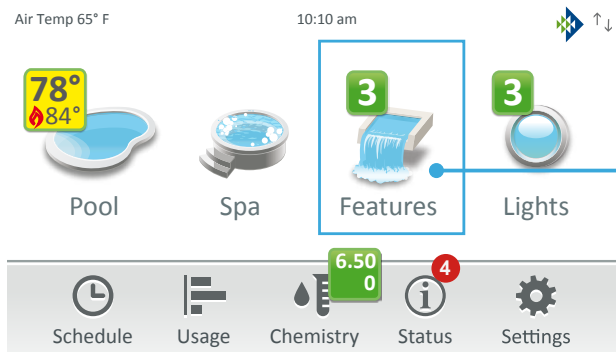 Air Temp 65° F
10:10 am
78°
84°
3
3
Pool
Spa
Features
Lights
6.50
0
4
Schedule
Usage
Chemistry
Status
Settings